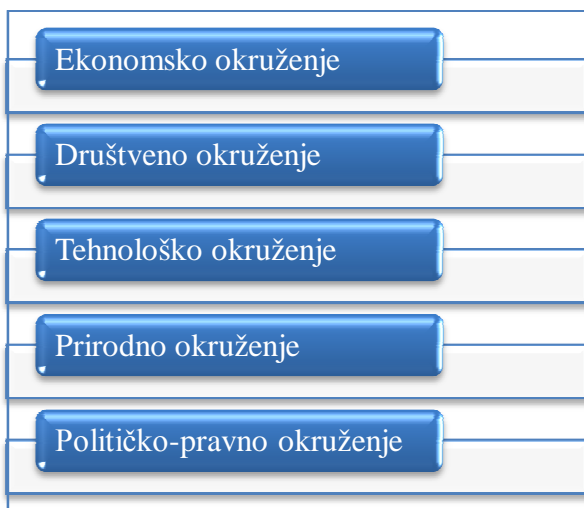 Ekonomsko okruženje
Društveno okruženje
Tehnološko okruženje
Prirodno okruženje
Političko-pravno okruženje